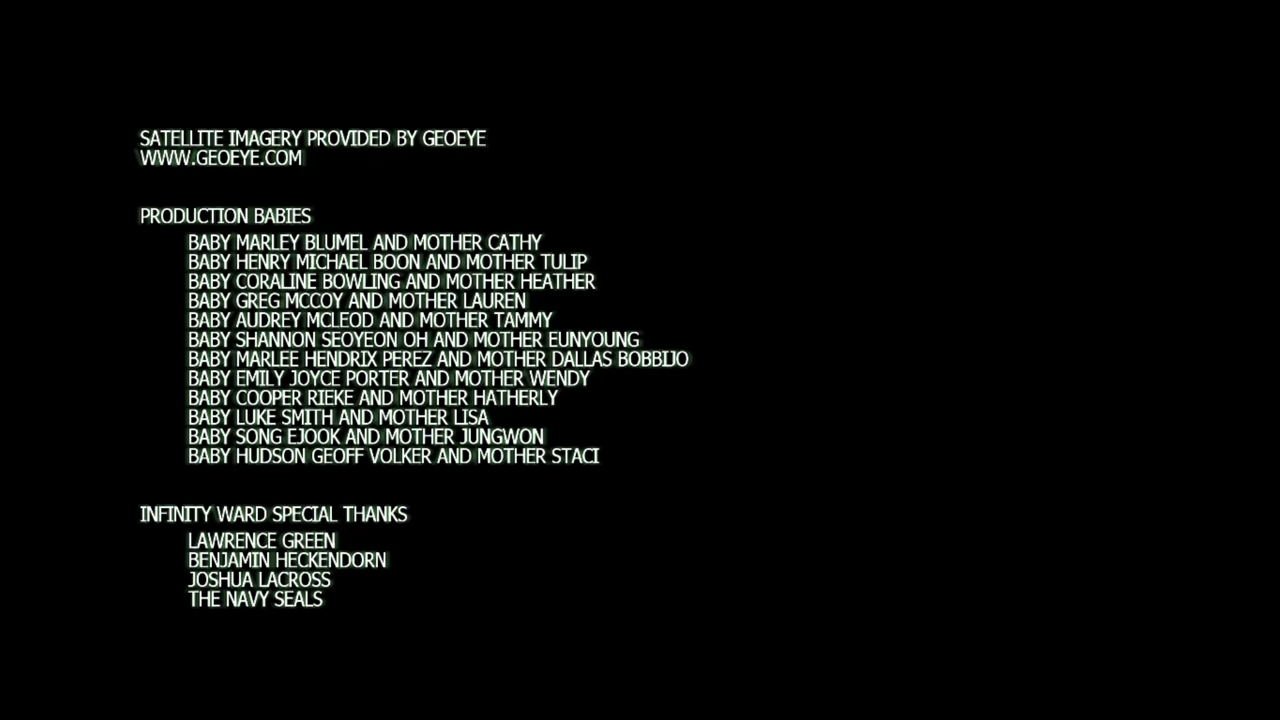 SATELLITE IMAGERY PROVIDED BY GEOEYE
WWW.GEOEYE.COM
PRODUCTION BABIES
BABY MARLEY BLUMEL AND MOTHER CATHY
BABY HENRY MICHAEL BOON AND MOTHER TULIP
BABY CORALINE BOWLING AND MOTHER HEATHER
BABY GREG MCCOY AND MOTHER LAUREN
BABY AUDREY MCLEOD AND MOTHER TAMMY
BABY SHANNON SEOYEON OH AND MOTHER EUNYOUNG
BABY MARLEE HENDRIX PEREZ AND MOTHER DALLAS BOBBIJO
BABY EMILY JOYCE PORTER AND MOTHER WENDY
BABY COOPER RIEKE AND MOTHER HATHERLY
BABY LUKE SMITH AND MOTHER LISA
BABY SONG EJOOK AND MOTHER JUNGWON
BABY HUDSON GEOFF VOLKER AND MOTHER STACI
INFINITY WARD SPECIAL THANKS
LAWRENCE GREEN
BENJAMIN HECKENDORN
JOSHUA LACROSS
THE NAVY SEALS